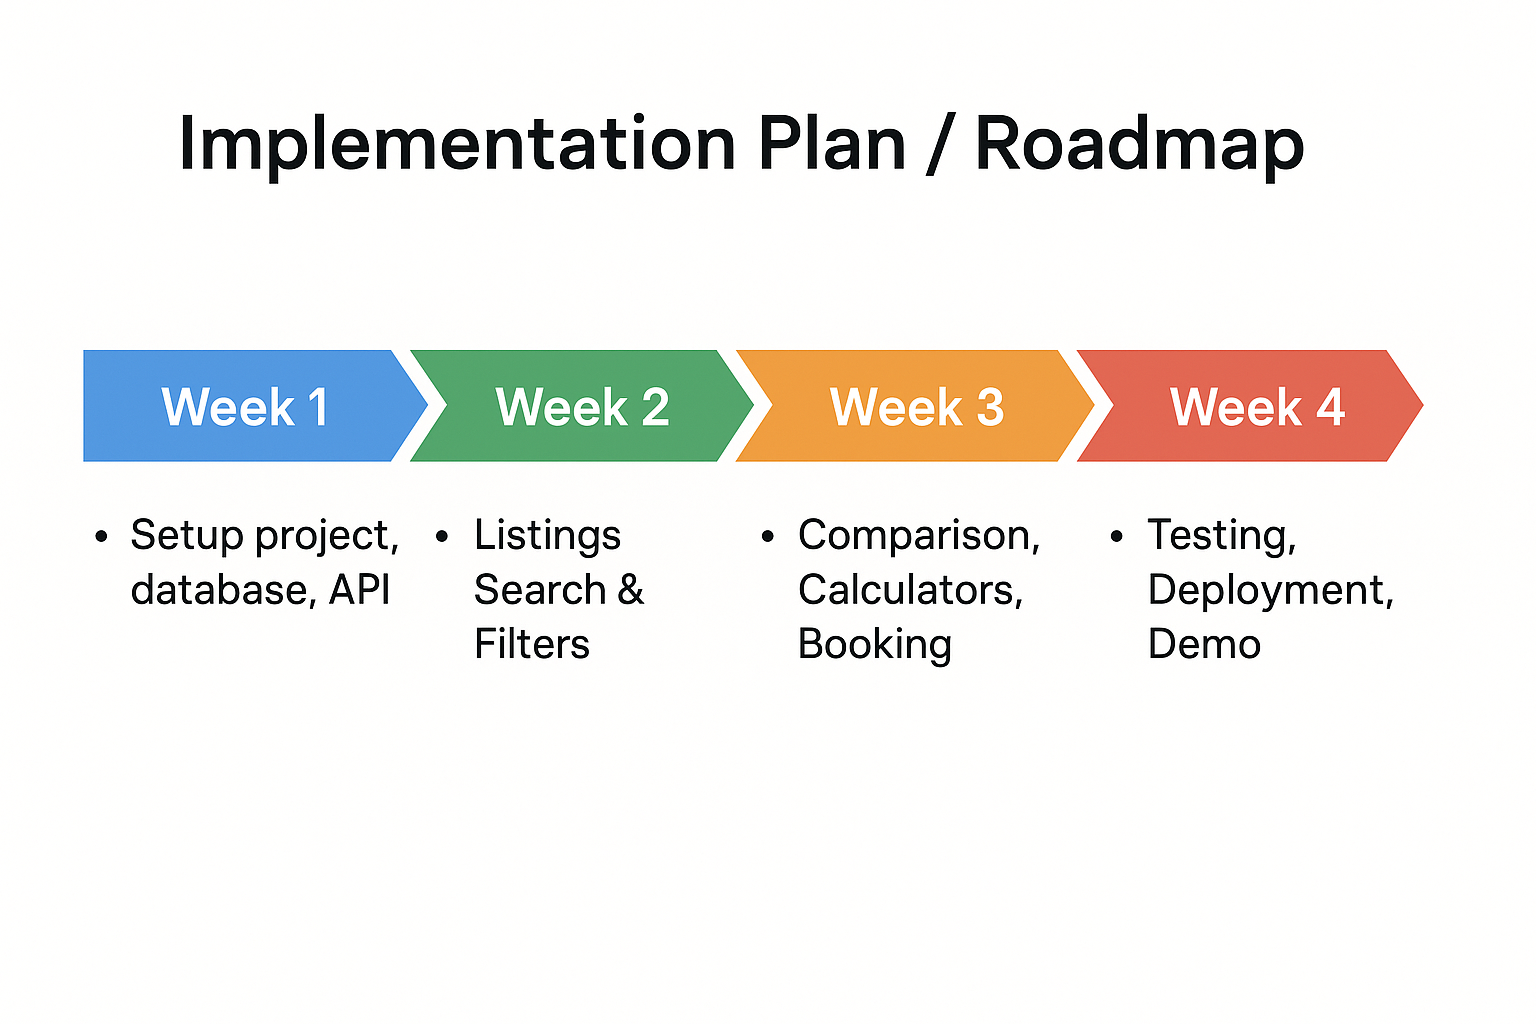 Implementation Plan / Roadmap
Week 1
Week 2
Week 3
Week 4
• Setup project,
database, API
• Listings
Search &
Filters
• Comparison,
Calculators,
Booking
• Testing,
Deployment,
Demo